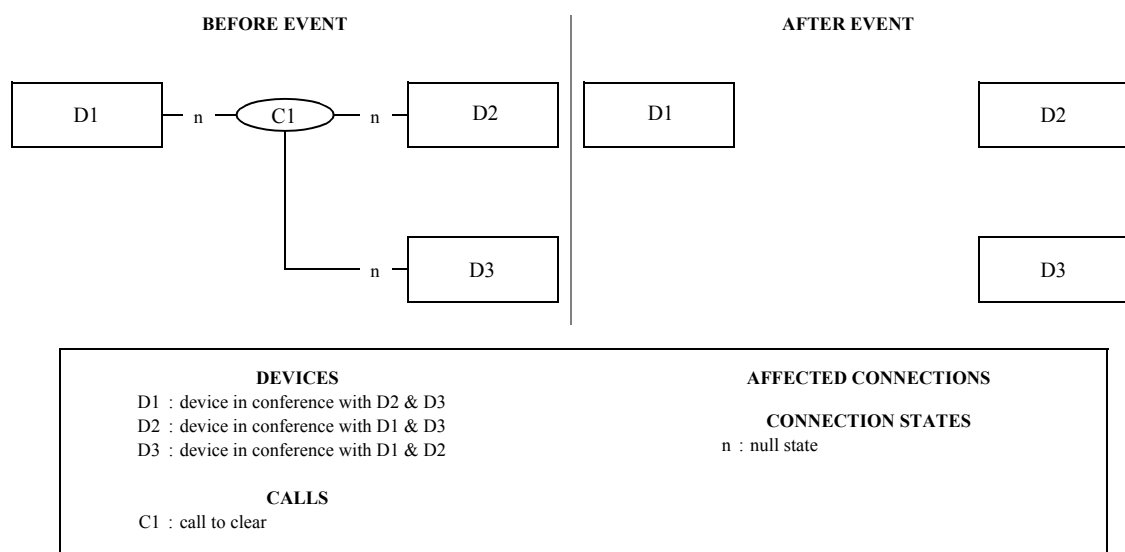 BEFORE EVENT
AFTER EVENT
D1 n C1 n D2
D1
D2
n D3
D3
DEVICES
D1 : device in conference with D2 & D3
D2 : device in conference with D1 & D3
D3 : device in conference with D1 & D2
CALLS
C1 : call to clear
AFFECTED CONNECTIONS
CONNECTION STATES
n : null state